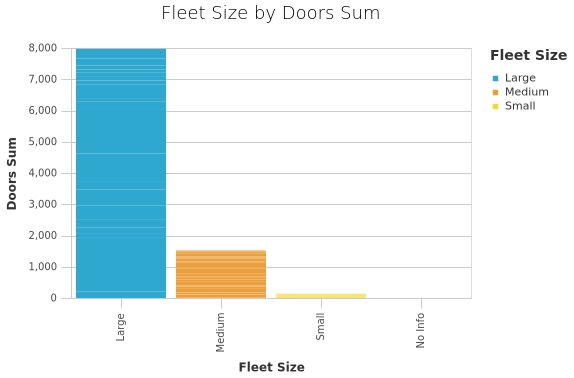 Fleet Size by Doors Sum
Fleet Size
Large
Medium
Small
8,000
7,000
6,000
5,000
4,000
3,000
2,000
1,000
0
Doors Sum
Large
Medium
Small
No Info
Fleet Size